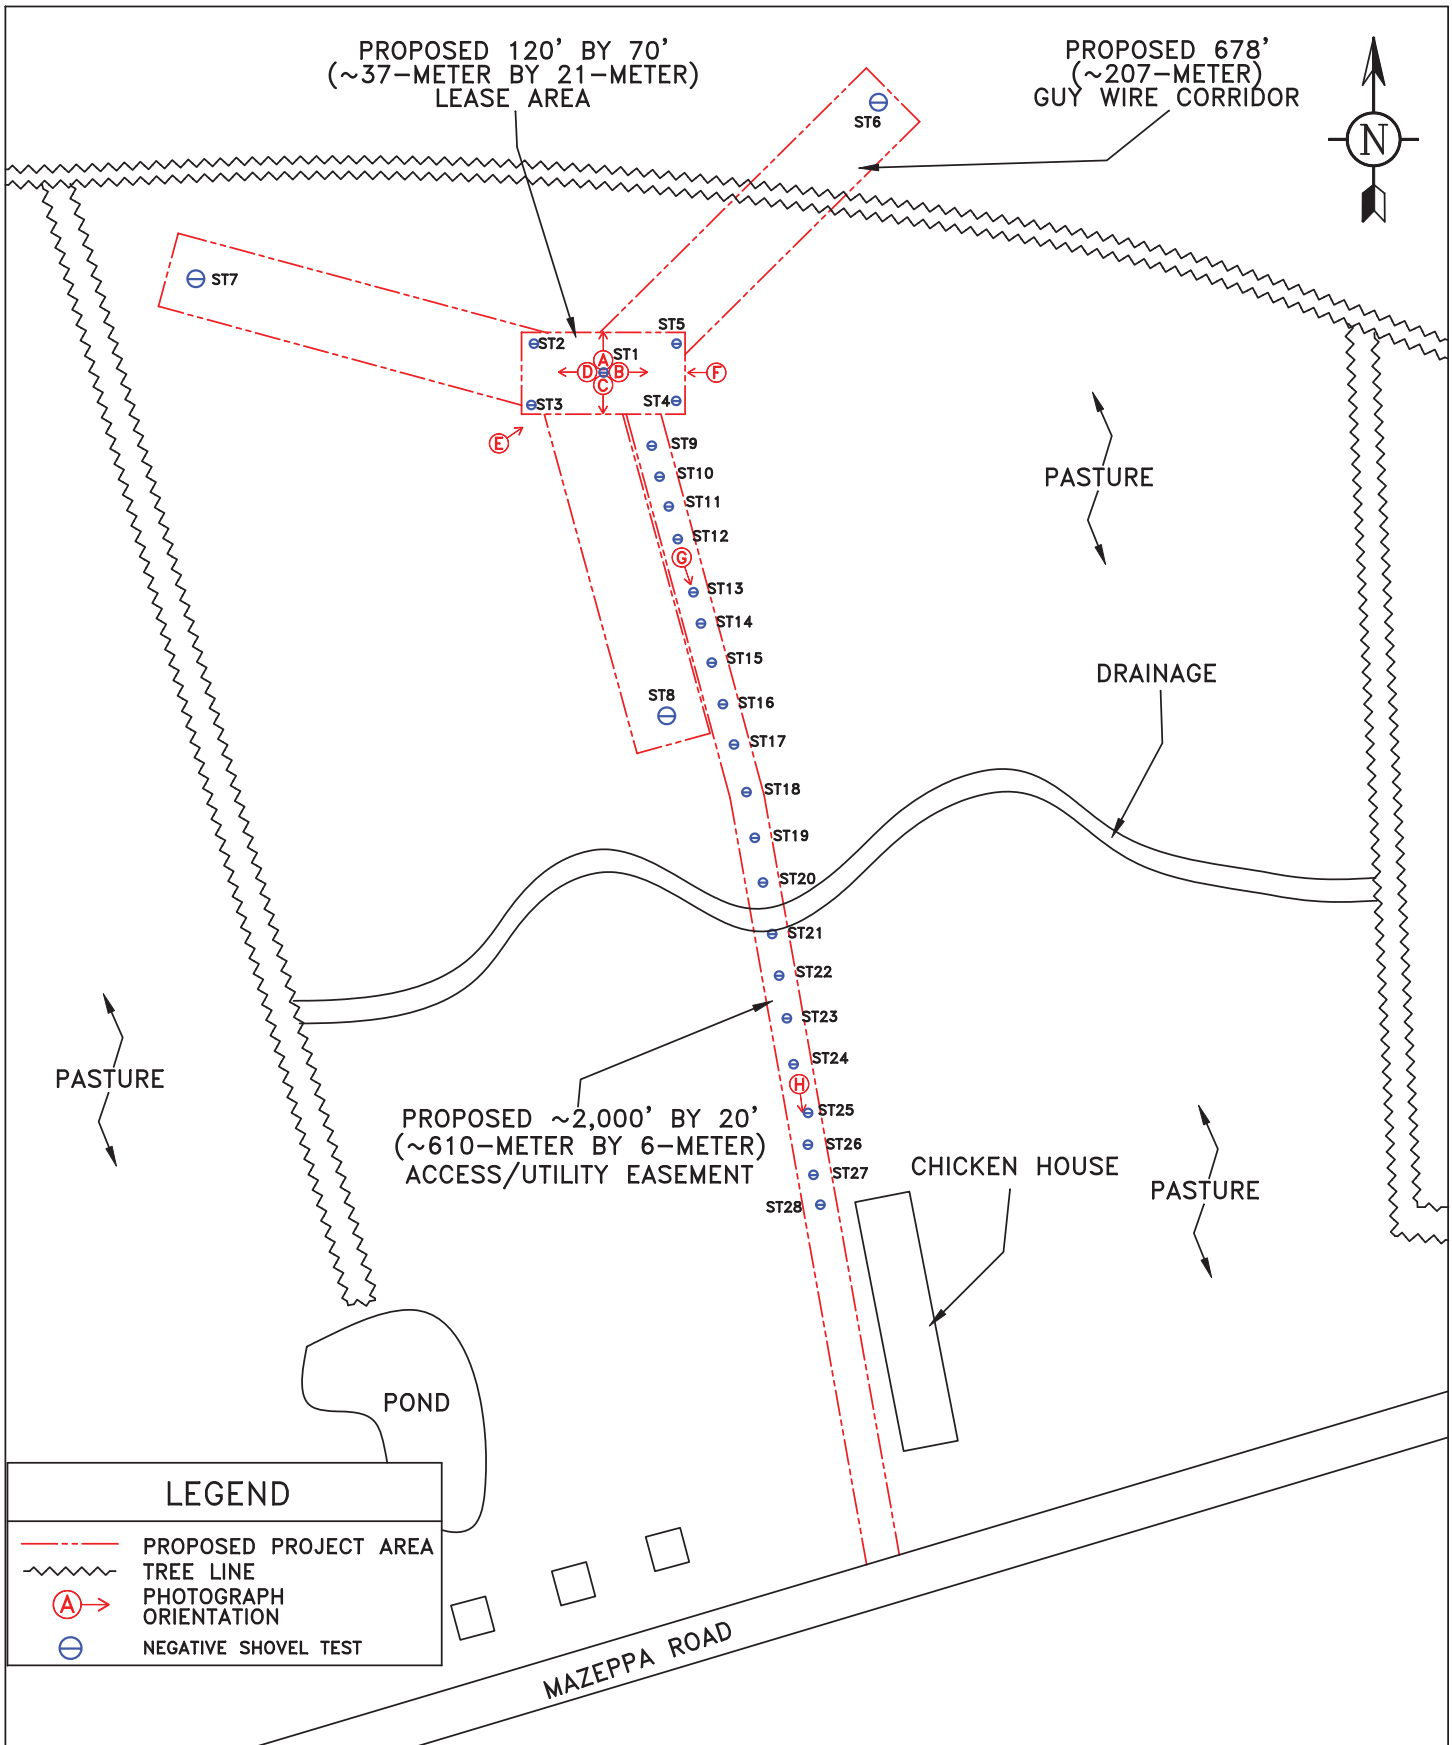 PROPOSED 120' BY 70'
(~37-METER BY 21-METER)
LEASE AREA
PROPOSED 678'
(~207-METER)
GUY WIRE CORRIDOR
N
ST6
ST7
ST5
ST2
ST1
A
D
B
C
F
ST3
ST4
E
ST9
ST10
ST11
ST12
G
ST13
ST14
ST15
ST8
ST16
ST17
ST18
ST19
ST20
ST21
ST22
ST23
ST24
H
ST25
ST26
ST27
ST28
PASTURE
DRAINAGE
PASTURE
PROPOSED ~2,000' BY 20'
(~610-METER BY 6-METER)
ACCESS/UTILITY EASEMENT
CHICKEN HOUSE
PASTURE
POND
LEGEND
PROPOSED PROJECT AREA
TREE LINE
A
PHOTOGRAPH
ORIENTATION
NEGATIVE SHOVEL TEST
MAZEPPA ROAD